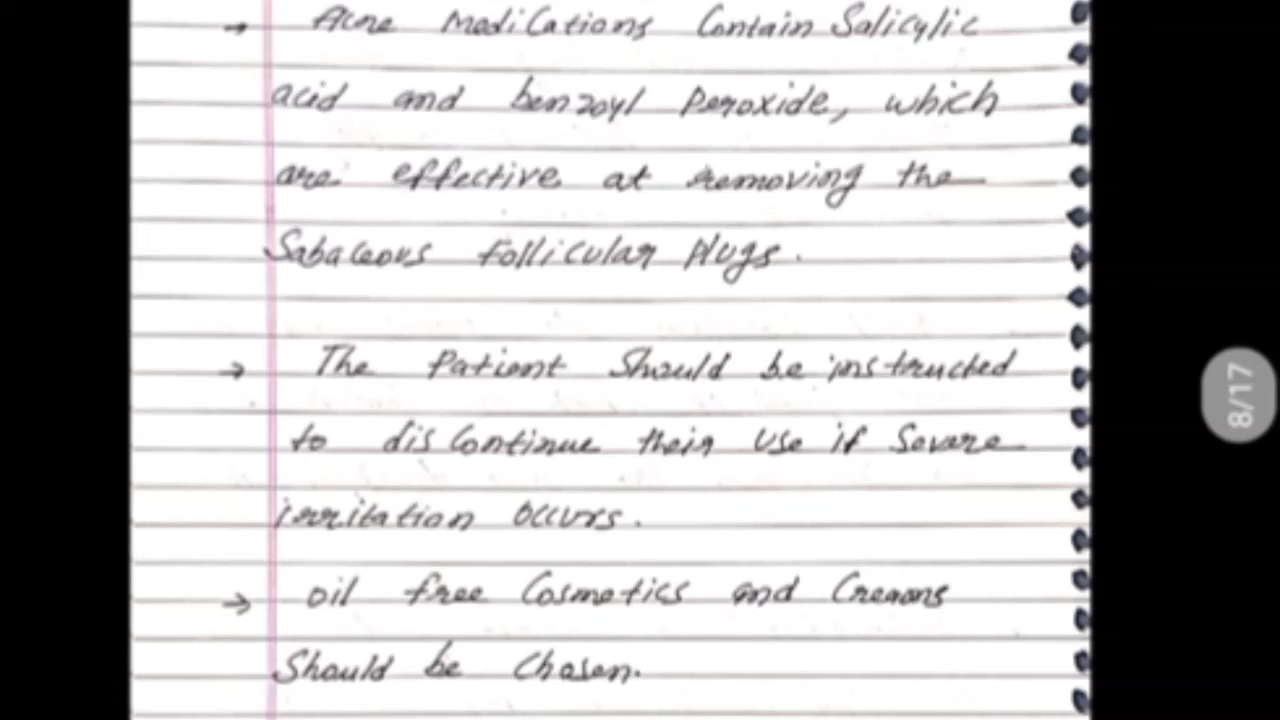 → Acne Medications Contain Salicylic
acid and benzoyl Peroxide, which
are effective at removing the
Sabaceous Follicular Plugs.
→ The Patient Should be instructed
to discontinue their use if Severe
irritation occurs.
→ oil free Cosmetics and Creams
Should be Chosen.
8/17